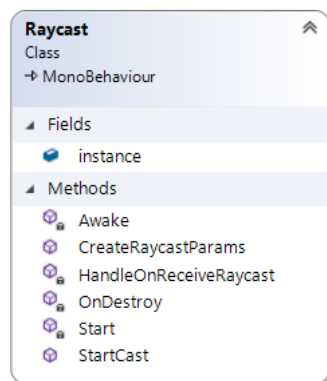 Raycast
Class
MonoBehaviour
Fields
instance
Methods
Awake
CreateRaycastParams
HandleOnReceiveRaycast
OnDestroy
Start
StartCast